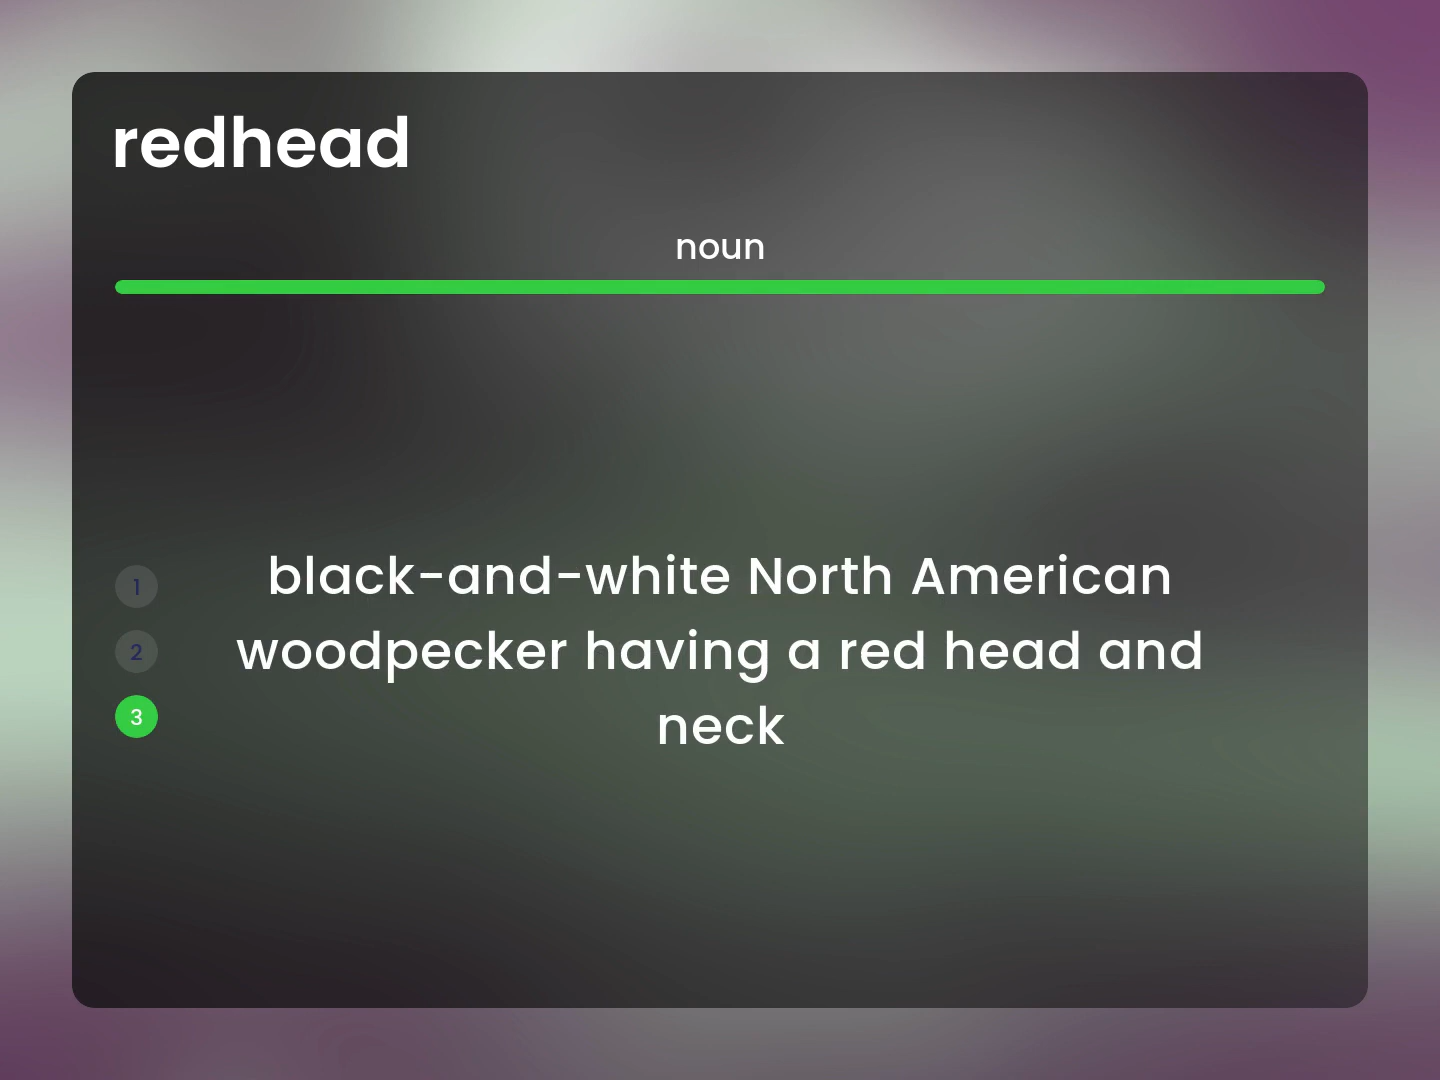 redhead
noun
1
black-and-white North American
2
woodpecker having a red head and
3
neck